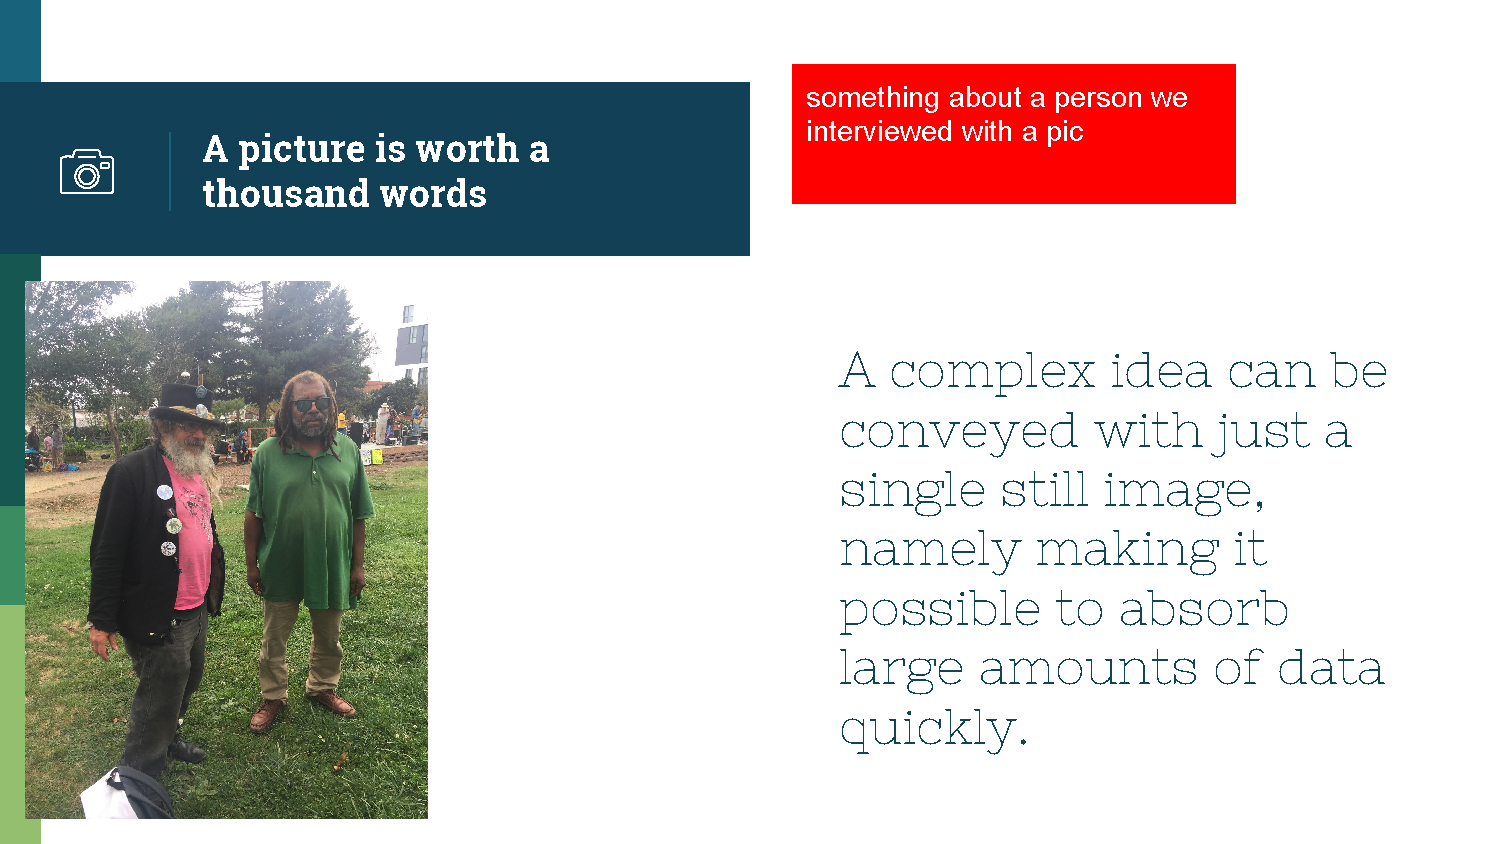 A picture is worth a
thousand words
something about a person we
interviewed with a pic
A complex idea can be
conveyed with just a
single still image,
namely making it
possible to absorb
large amounts of data
quickly.